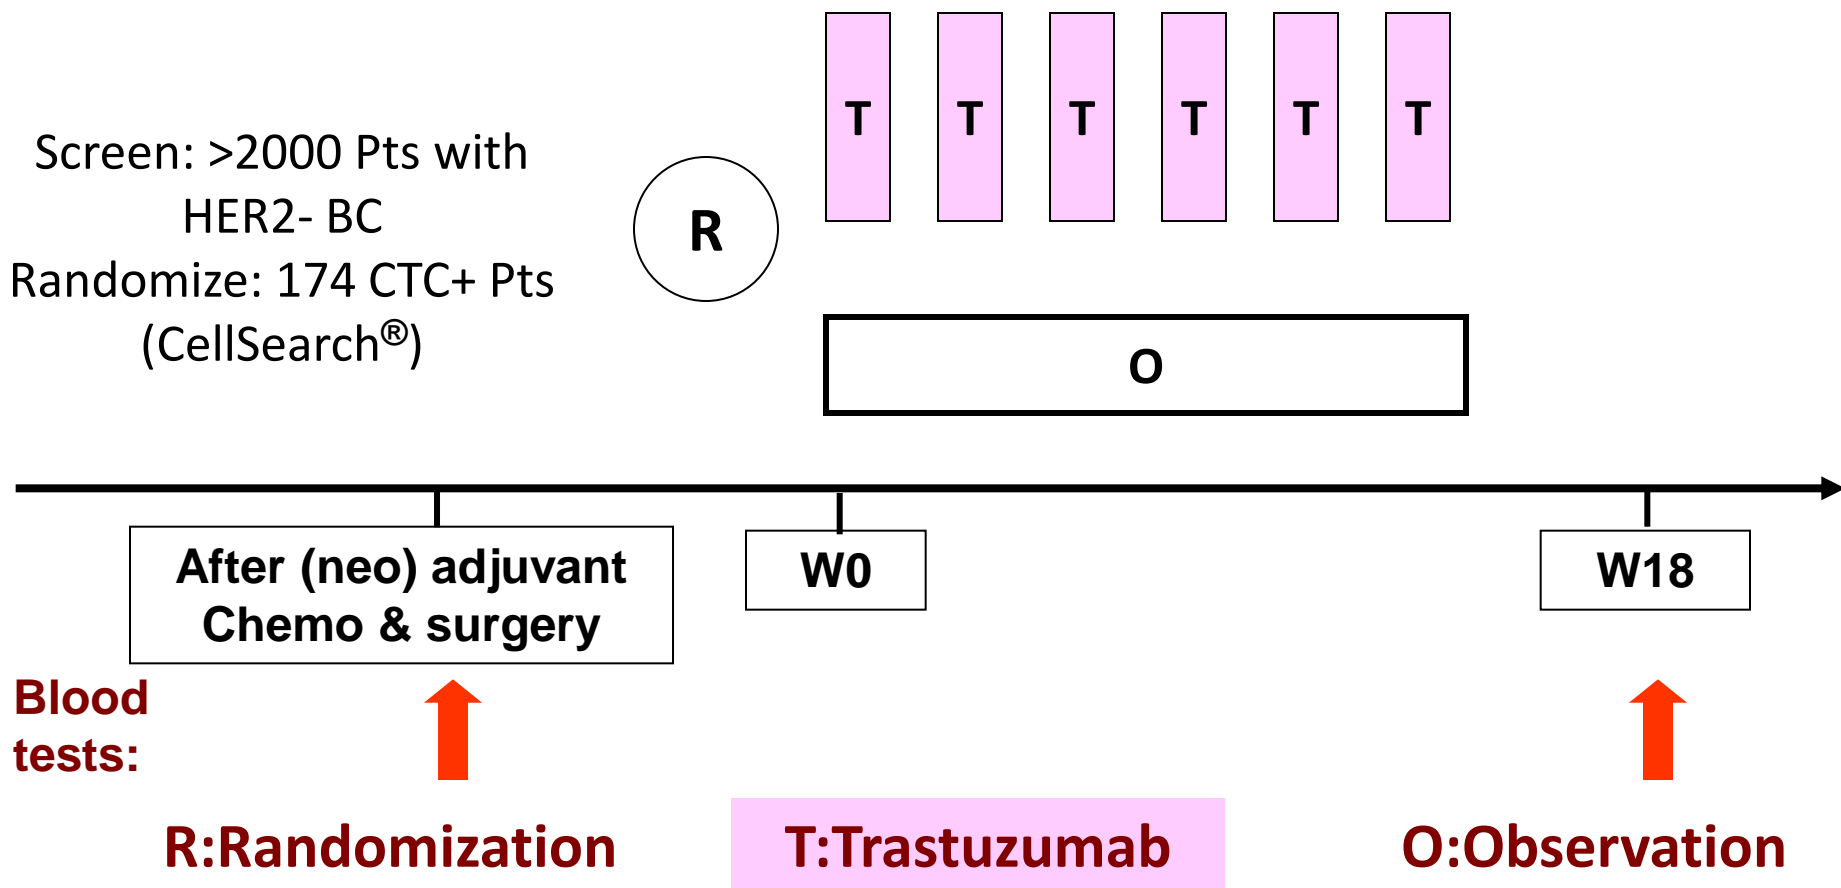 Screen: >2000 Pts with
HER2- BC
Randomize: 174 CTC+ Pts
(CellSearch®)
R
T T T T T T
O
After (neo) adjuvant
Chemo & surgery
W0
W18
Blood
tests:
R:Randomization
T:Trastuzumab
O:Observation